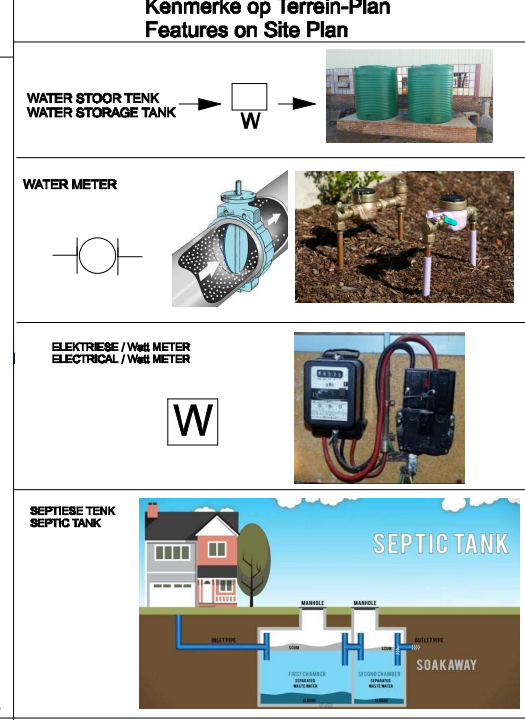 Kenmerke op Terrein-Plan
Features on Site Plan
WATER STOOR TENK
WATER STORAGE TANK
W
WATER METER
ELEKTRIESE / Watt METER
ELECTRICAL / Watt METER
W
SEPTIESE TENK
SEPTIC TANK
SEPTIC TANK
MANHOLE
MANHOLE
INLET PIPE
OUTLET PIPE
SCUM
SCUM
SOAKAWAY
FIRST CHAMBER
SECOND CHAMBER
SEPARATED
WASTE WATER
SEPARATED
WASTE WATER
SLUDGE
SLUDGE